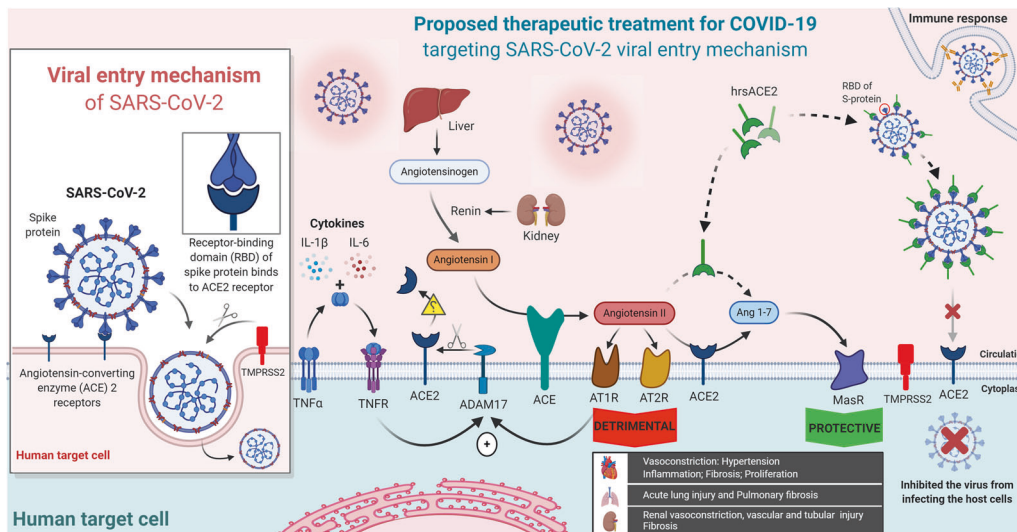 Proposed therapeutic treatment for COVID-19
targeting SARS-CoV-2 viral entry mechanism
Immune response
Viral entry mechanism
of SARS-CoV-2
SARS-CoV-2
Spike
protein
Receptor-binding
domain (RBD) of
spike protein binds
to ACE2 receptor
TMPRSS2
Angiotensin-converting
enzyme (ACE) 2
receptors
Human target cell
Liver
Angiotensinogen
Renin
Kidney
Angiotensin I
Cytokines
IL-1β
IL-6
+
hrsACE2
RBD of
S-protein
Angiotensin II
Ang 1-7
Circulati
Cytoplas
TNFα
TNFR
ACE2
ADAM17
ACE
AT1R
AT2R
ACE2
MasR
TMPRSS2
ACE2
+
DETRIMENTAL
PROTECTIVE
Vasoconstriction: Hypertension
Inflammation; Fibrosis; Proliferation
Acute lung injury and Pulmonary fibrosis
Renal vasoconstriction, vascular and tubular injury
Fibrosis
Inhibited the virus from
infecting the host cells
Human target cell